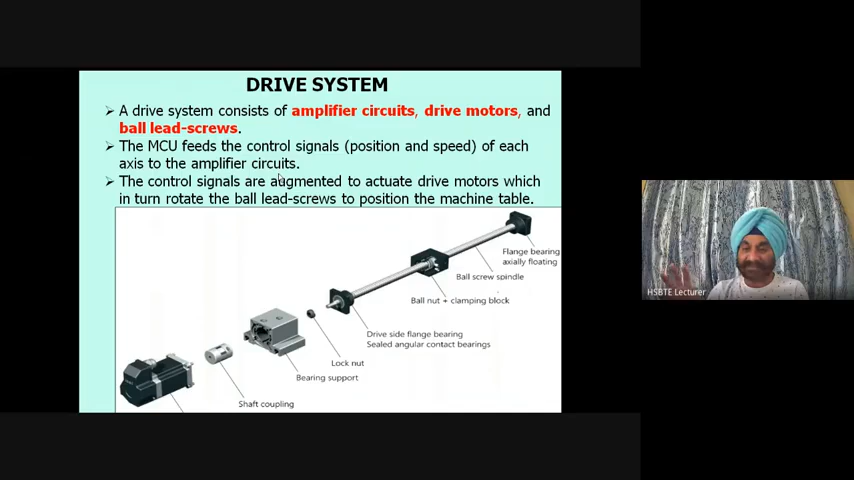 DRIVE SYSTEM
➢ A drive system consists of amplifier circuits, drive motors, and
ball lead-screws.
➢ The MCU feeds the control signals (position and speed) of each
axis to the amplifier circuits.
➢ The control signals are augmented to actuate drive motors which
in turn rotate the ball lead-screws to position the machine table.
Flange bearing
axially floating
Ball screw spindle
Ball nut + clamping block
Drive side flange bearing
Sealed angular contact bearings
Lock nut
Bearing support
Shaft coupling
HSBTE Lecturer